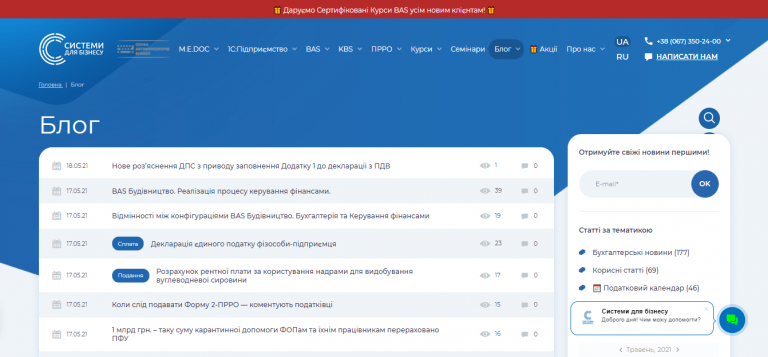 Даруємо Сертифіковані Курси BAS усім новим клієнтам!
СИСТЕМИ
ДЛЯ БІЗНЕСУ
M.E.DOC
1С:Підприємство
BAS
KBS
ПРРО
Курси
Семінари
Блог
Акції
Про нас
UA
RU
+38 (067) 350-24-00
НАПИСАТИ НАМ
Головна | Блог
Блог
18.05.21 Нове роз'яснення ДПС з приводу заповнення Додатку 1 до декларації з ПДВ 1 0
17.05.21 BAS Будівництво. Реалізація процесу керування фінансами. 39 0
17.05.21 Відмінності між конфігураціями BAS Будівництво. Бухгалтерія та Керування фінансами 19 0
17.05.21 Сплата Декларація єдиного податку фізособи-підприємця 23 0
17.05.21 Подання Розрахунок рентної плати за користування надрами для видобування 17 0
вуглеводневої сировини
17.05.21 Коли слід подавати Форму 2-ПРРО — коментують податківці 15 0
17.05.21 1 млрд грн. – таку суму карантинної допомоги ФОПам та їхнім працівникам перераховано 16 0
ПФУ
Отримуйте свіжі новини першими!
E-mail*
OK
Статті за тематикою
Бухгалтерські новини (177)
Корисні статті (69)
Податковий календар (46)
Системи для бізнесу
Доброго дня! Чим можу допомогти?
Травень, 2021